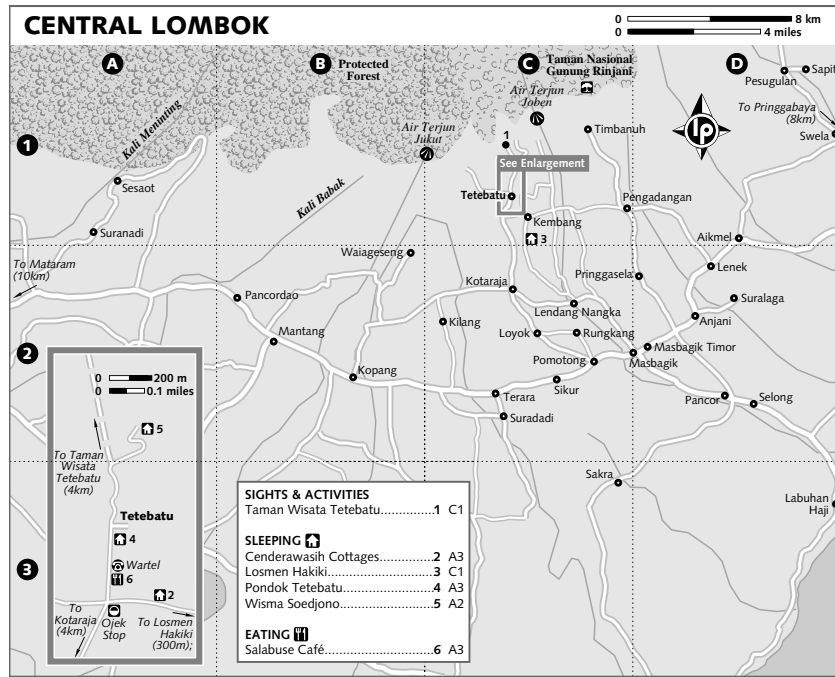 CENTRAL LOMBOK
0 8 km
0 4 miles
A
B
C
D
1
2
3
Protected
Forest
Taman Nasional
Gunung Rinjani
Air Terjun
Joben
Air Terjun
Jukut
Kali Meninting
Kali Babak
Pesugulan
Sapit
To Pringgabaya
(8km)
Swela
lp
1
Timbanuh
See Enlargement
Tetebatu
Sesaot
Suranadi
Kembang
3
Pengadangan
Aikmel
To Mataram
(10km)
Waiageseng
Lenek
Pringgasela
Kotaraja
Pancordao
Suralaga
Lendang Nangka
Kilang
Anjani
Mantang
Loyok
Rungkang
Masbagik Timor
Masbagik
Pomotong
Kopang
Sikur
Terara
Pancor
Selong
Suradadi
Sakra
Labuhan
Haji
0 200 m
0 0.1 miles
5
To Taman
Wisata
Tetebatu
(4km)
Tetebatu
4
Wartel
6
2
To
Kotaraja
(4km)
Ojek
Stop
To Losmen
Hakiki
(300m);
SIGHTS & ACTIVITIES
Taman Wisata Tetebatu..............1 C1
SLEEPING
Cenderawasih Cottages..............2 A3
Losmen Hakiki..............3 C1
Pondok Tetebatu..............4 A3
Wisma Soedjono..............5 A2
EATING
Salabuse Café..............6 A3